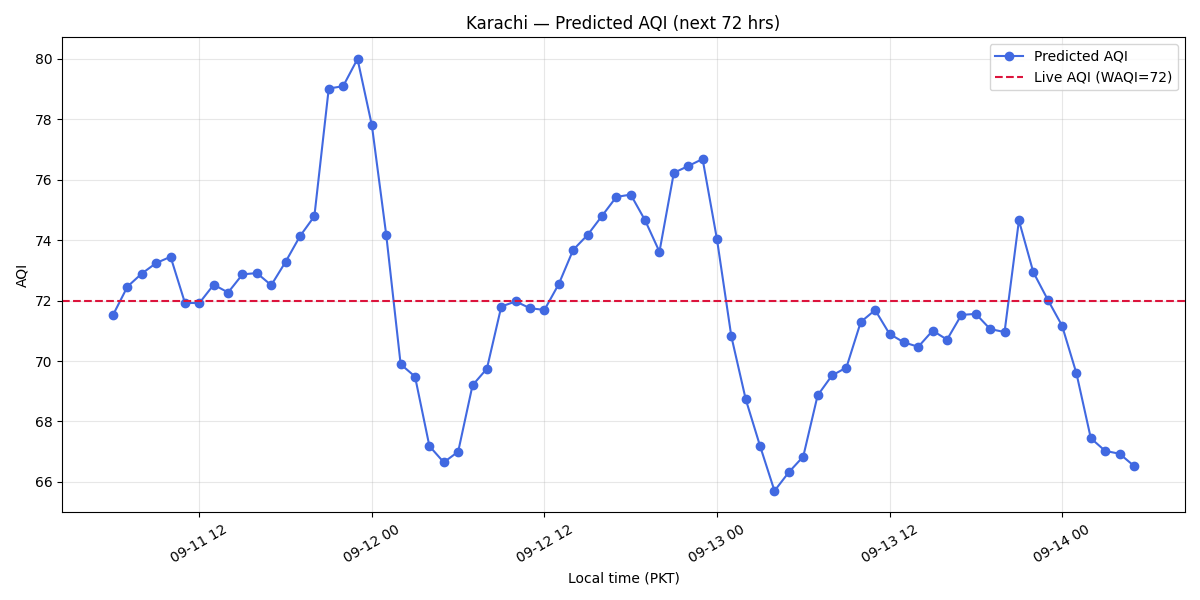 Karachi — Predicted AQI (next 72 hrs)
Predicted AQI
Live AQI (WAQI=72)
80
78
76
74
72
70
68
66
AQI
09-11 12
09-12 00
09-12 12
09-13 00
09-13 12
09-14 00
Local time (PKT)